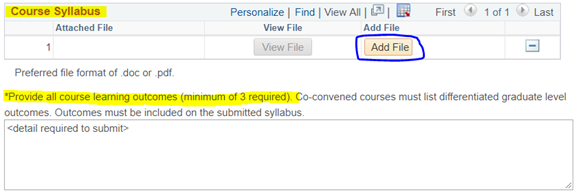 Course Syllabus Personalize | Find | View All | | First 1 of 1 Last
Attached File View File Add File
1 View File Add File
Preferred file format of .doc or .pdf.
*Provide all course learning outcomes (minimum of 3 required). Co-convened courses must list differentiated graduate level
outcomes. Outcomes must be included on the submitted syllabus.
<detail required to submit>